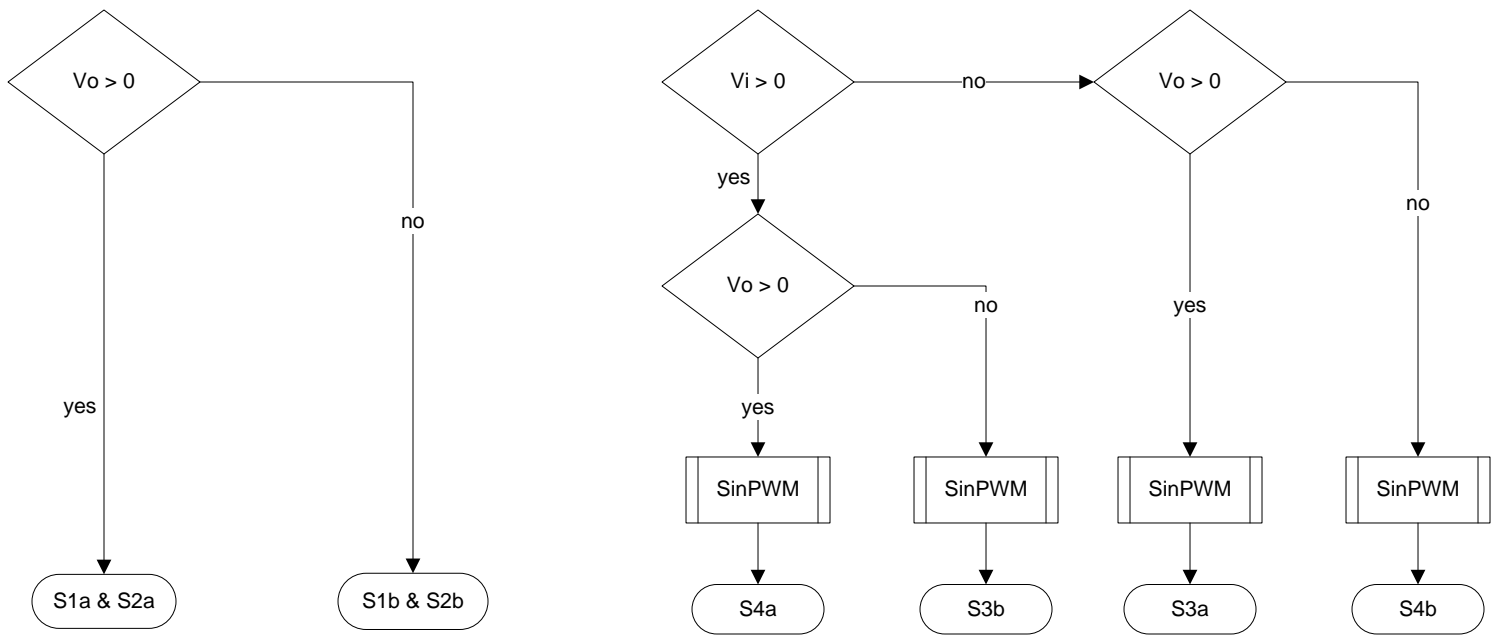 Vo > 0
yes
no
S1a & S2a
S1b & S2b
Vi > 0
no
Vo > 0
yes
Vo > 0
no
yes
no
yes
SinPWM
SinPWM
SinPWM
SinPWM
S4a
S3b
S3a
S4b